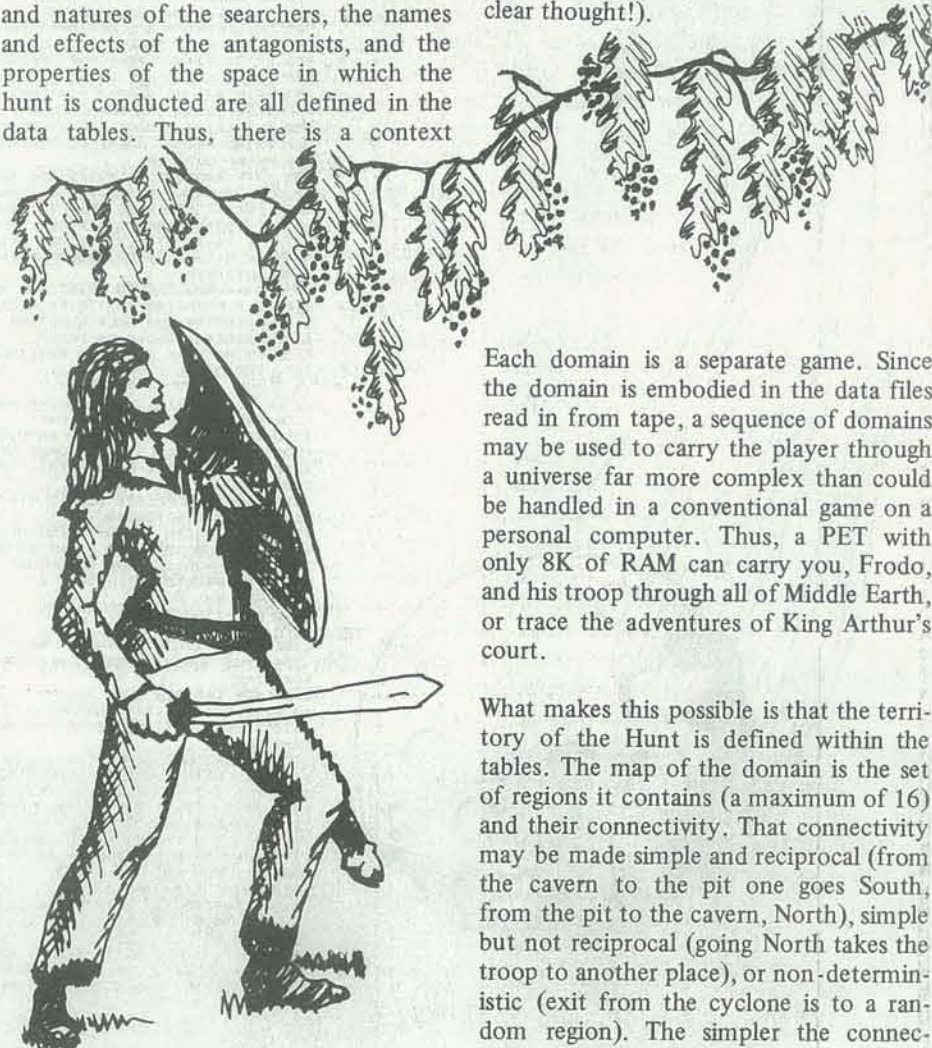 and natures of the searchers, the names
and effects of the antagonists, and the
properties of the space in which the
hunt is conducted are all defined in the
data tables. Thus, there is a context
clear thought!).
Each domain is a separate game. Since
the domain is embodied in the data files
read in from tape, a sequence of domains
may be used to carry the player through
a universe far more complex than could
be handled in a conventional game on a
personal computer. Thus, a PET with
only 8K of RAM can carry you, Frodo,
and his troop through all of Middle Earth,
or trace the adventures of King Arthur's
court.
What makes this possible is that the terri-
tory of the Hunt is defined within the
tables. The map of the domain is the set
of regions it contains (a maximum of 16)
and their connectivity. That connectivity
may be made simple and reciprocal (from
the cavern to the pit one goes South,
from the pit to the cavern, North), simple
but not reciprocal (going North takes the
troop to another place), or non-determin-
istic (exit from the cyclone is to a ran-
dom region). The simpler the connec-